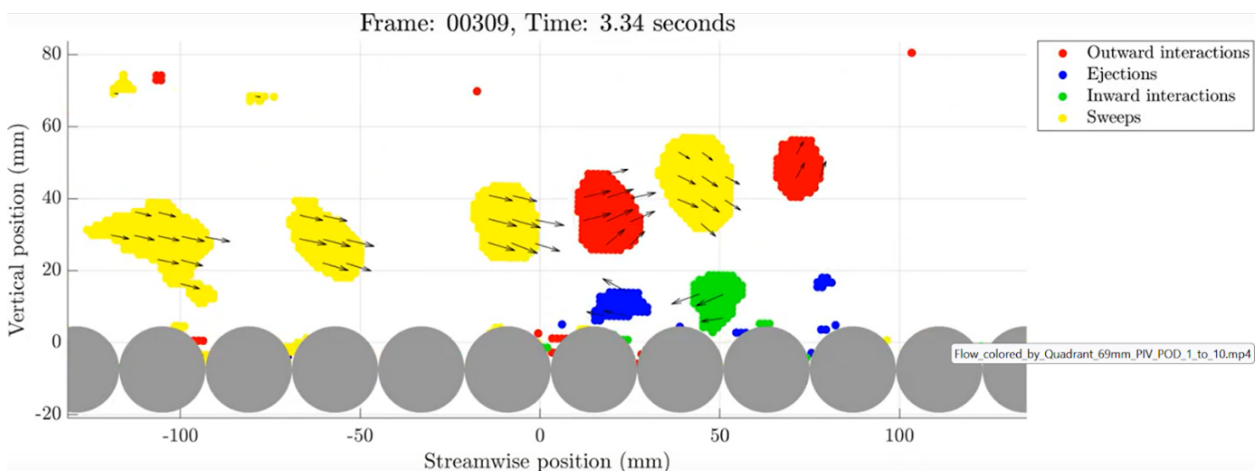 Frame: 00309, Time: 3.34 seconds
Outward interactions
Ejections
Inward interactions
Sweeps
Vertical position (mm)
80
60
40
20
0
-20
Flow_colored_by_Quadrant_69mm_PIV_POD_1_to_10.mp4
-100
-50
0
50
100
Streamwise position (mm)